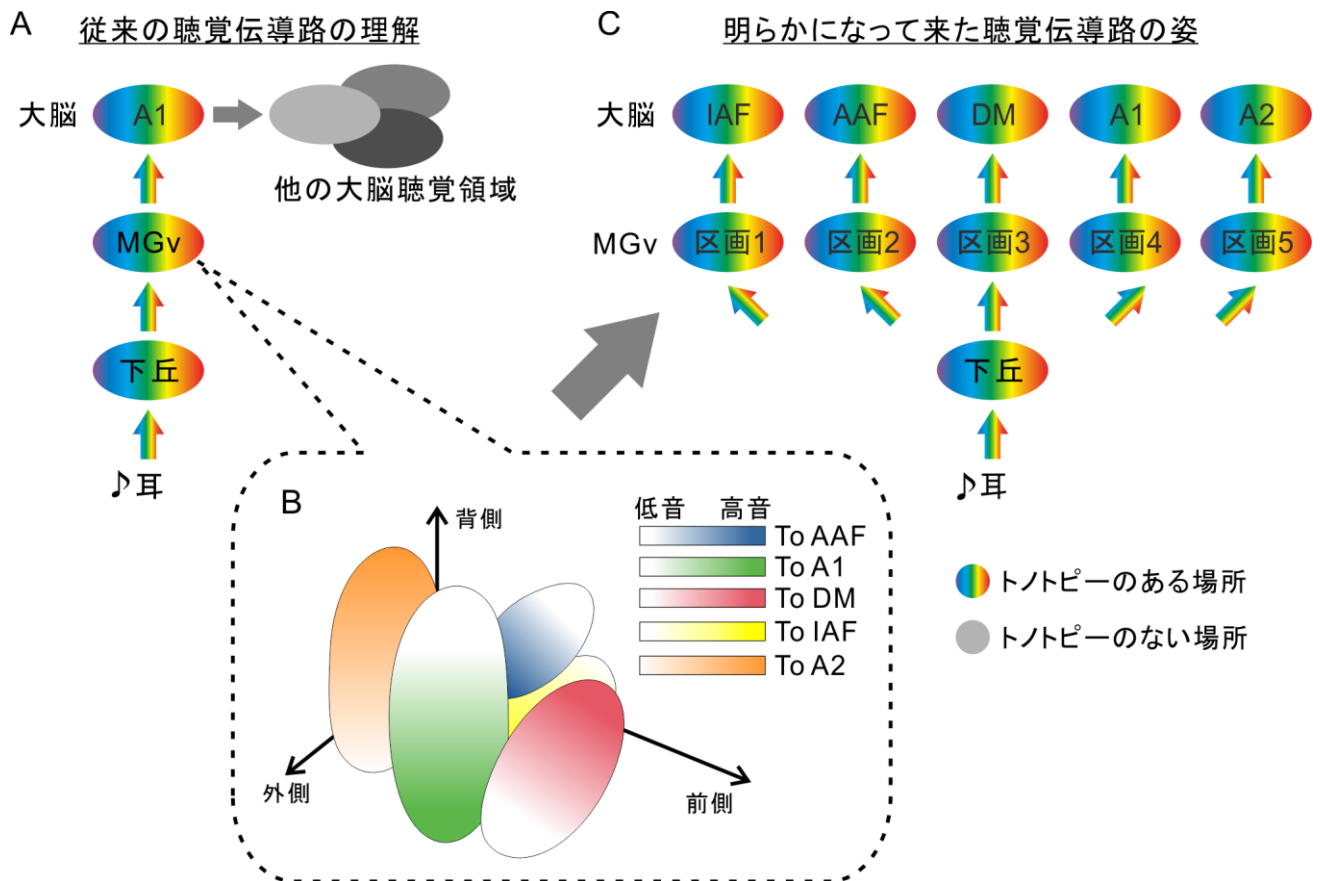 A 従来の聴覚伝導路の理解
大脳 A1
他の大脳聴覚領域
MGv
下丘
♪耳
B
背側
外側
前側
低音 高音
To AAF
To A1
To DM
To IAF
To A2
C 明らかになって来た聴覚伝導路の姿
大脳 IAF AAF DM A1 A2
MGv 区画1 区画2 区画3 区画4 区画5
下丘
♪耳
トノトピーのある場所
トノトピーのない場所